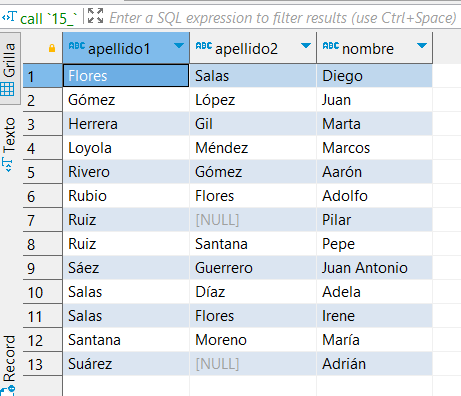 call `15_` Enter a SQL expression to filter results (use Ctrl+Space)
Grilla
Texto
Record
ABC apellido1 ABC apellido2 ABC nombre
1 Flores Salas Diego
2 Gómez López Juan
3 Herrera Gil Marta
4 Loyola Méndez Marcos
5 Rivero Gómez Aarón
6 Rubio Flores Adolfo
7 Ruiz [NULL] Pilar
8 Ruiz Santana Pepe
9 Sáez Guerrero Juan Antonio
10 Salas Díaz Adela
11 Salas Flores Irene
12 Santana Moreno María
13 Suárez [NULL] Adrián